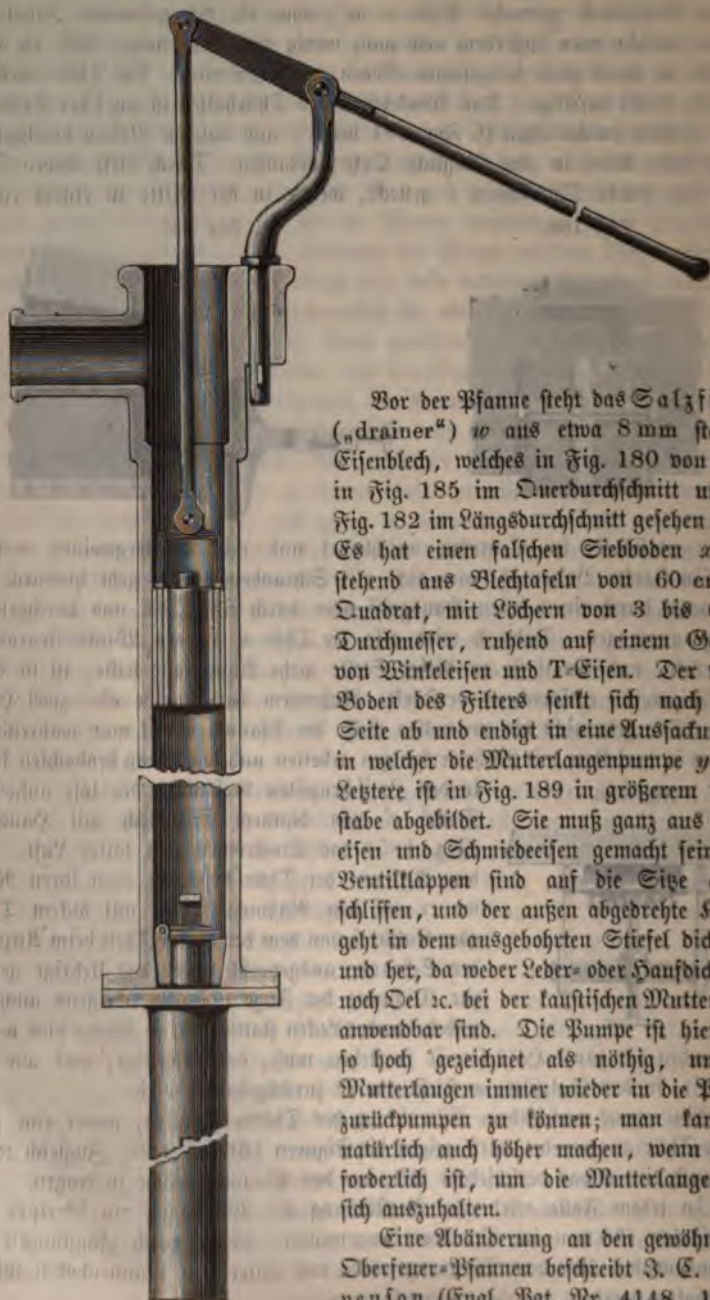 Vor der Pfanne steht das Salzf
(„drainer“) w aus etwa 8 mm st
Eisenblech, welches in Fig. 180 von
in Fig. 185 im Querdurchschnitt u
Fig. 182 im Längsdurchschnitt gesehen
Es hat einen falschen Siebboden x
stehend aus Blechtafeln von 60 c
Quadrat, mit Löchern von 3 bis
Durchmesser, ruhend auf einem G
von Winkeleisen und T-Eisen. Der
Boden des Filters senkt sich nach
Seite ab und endigt in eine Aussacku
in welcher die Mutterlaugenpumpe y
Letztere ist in Fig. 189 in größerem
stabe abgebildet. Sie muß ganz aus
eisen und Schmiedeeisen gemacht sein
Ventilklappen sind auf die Sitze
schliffen, und der außen abgedrehte
geht in dem ausgebohrten Stiefel dic
und her, da weder Leder- oder Hanfdic
noch Oel ꝛc. bei der kaustischen Mutter
anwendbar sind. Die Pumpe ist hie
so hoch gezeichnet als nöthig, u
Mutterlaugen immer wieder in die P
zurückpumpen zu können; man ka
natürlich auch höher machen, wenn
forderlich ist, um die Mutterlauge
sich auszuhalten.
Eine Abänderung an den gewöh
Oberfeuer-Pfannen beschreibt J. C.
(Engl. Pat. Nr. 4148, 1